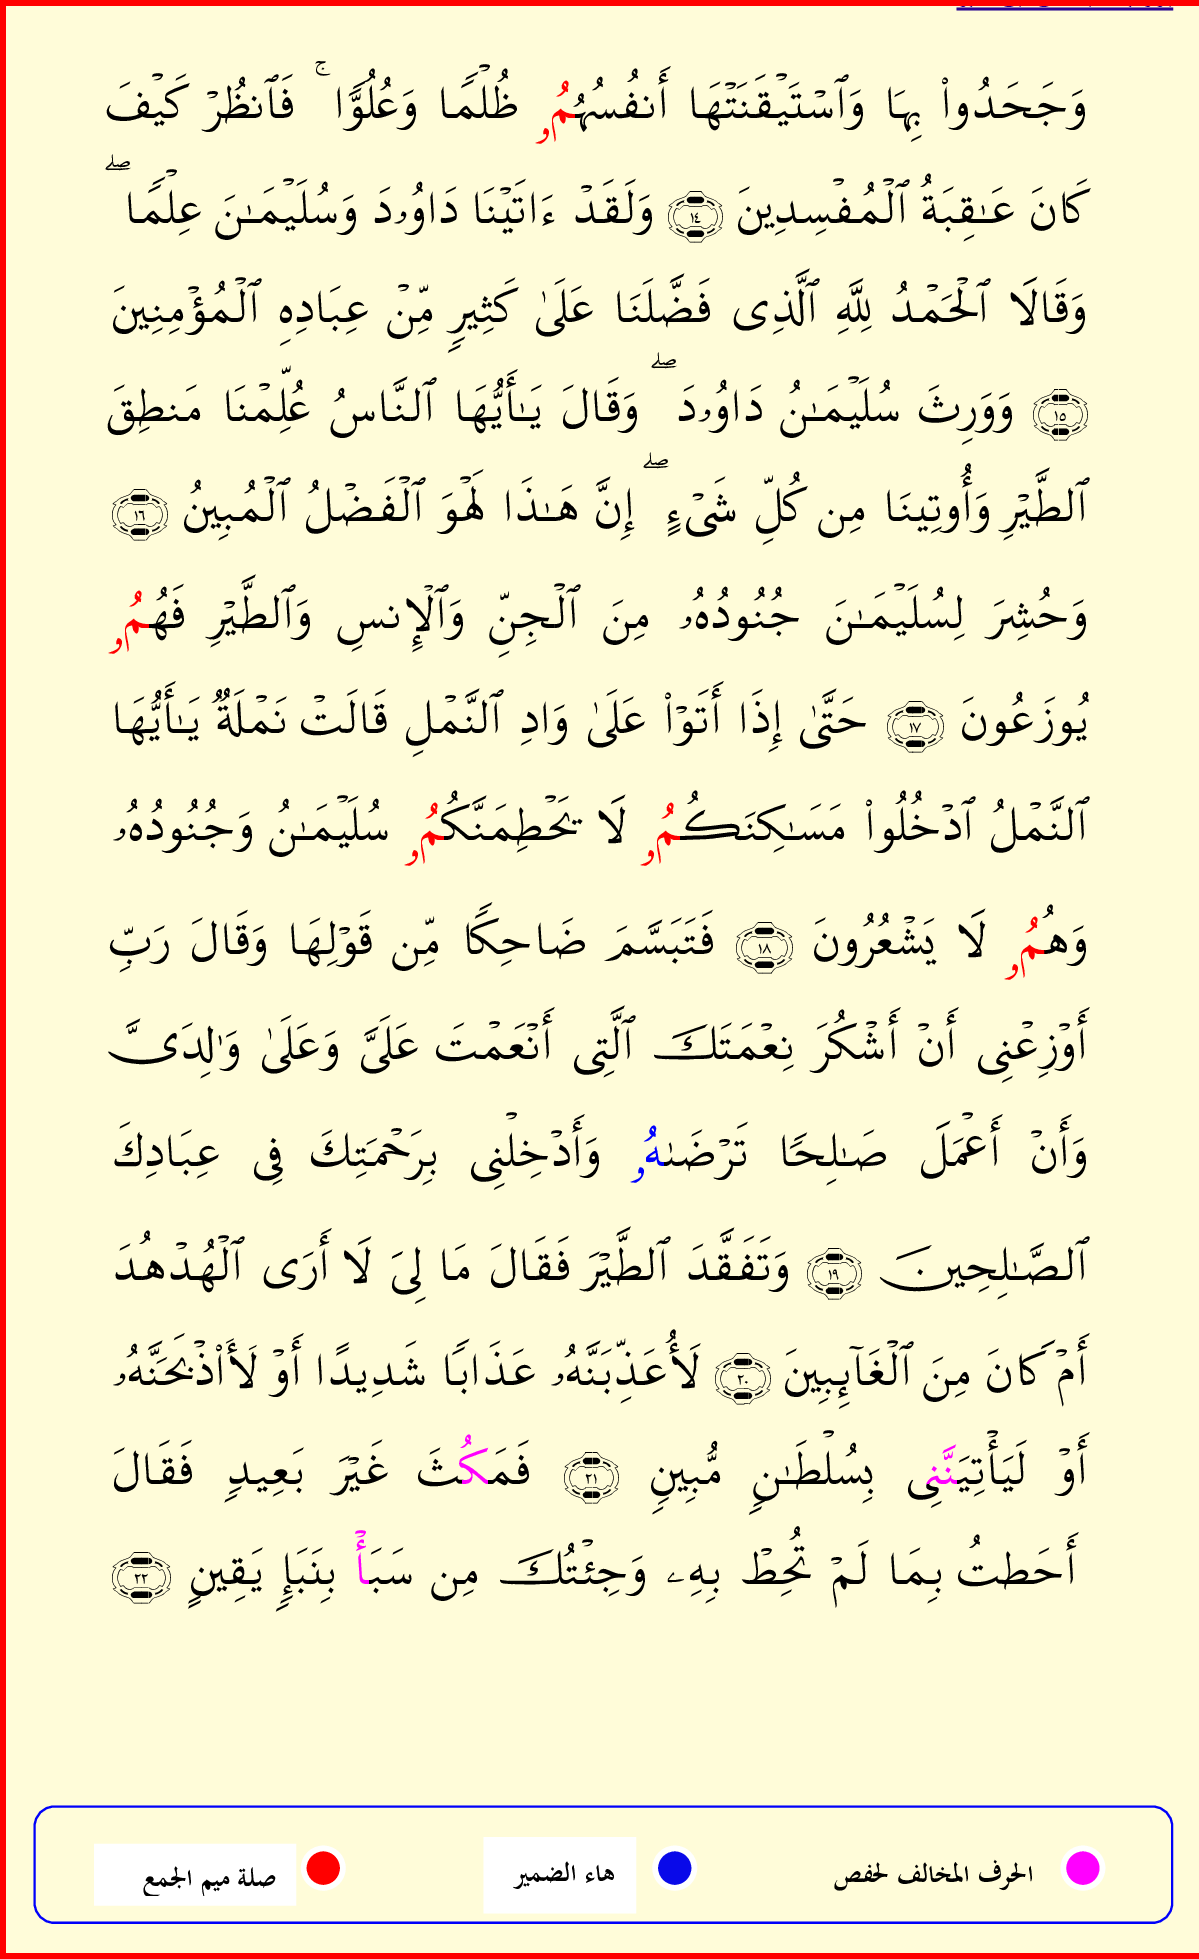 وَجَحَدُوا۟ بِهَا وَٱسْتَيْقَنَتْهَا أَنفُسُهُمُۥ ظُلْمًا وَعُلُوًّا ۚ فَٱنظُرْ كَيْفَ
كَانَ عَـٰقِبَةُ ٱلْمُفْسِدِينَ ١٤ وَلَقَدْ ءَاتَيْنَا دَاوُۥدَ وَسُلَيْمَـٰنَ عِلْمًا ۖ
وَقَالَا ٱلْحَمْدُ لِلَّهِ ٱلَّذِى فَضَّلَنَا عَلَىٰ كَثِيرٍ مِّنْ عِبَادِهِ ٱلْمُؤْمِنِينَ
١٥ وَوَرِثَ سُلَيْمَـٰنُ دَاوُۥدَ ۖ وَقَالَ يَـٰأَيُّهَا ٱلنَّاسُ عُلِّمْنَا مَنطِقَ
ٱلطَّيْرِ وَأُوتِينَا مِن كُلِّ شَىْءٍ ۖ إِنَّ هَـٰذَا لَهْوَ ٱلْفَضْلُ ٱلْمُبِينُ ١٦
وَحُشِرَ لِسُلَيْمَـٰنَ جُنُودُهُۥ مِنَ ٱلْجِنِّ وَٱلْإِنسِ وَٱلطَّيْرِ فَهُمُۥ
يُوزَعُونَ ١٧ حَتَّىٰ إِذَا أَتَوْا۟ عَلَىٰ وَادِ ٱلنَّمْلِ قَالَتْ نَمْلَةٌ يَـٰأَيُّهَا
ٱلنَّمْلُ ٱدْخُلُوا۟ مَسَـٰكِنَكُمُۥ لَا يَحْطِمَنَّكُمُۥ سُلَيْمَـٰنُ وَجُنُودُهُۥ
وَهُمُۥ لَا يَشْعُرُونَ ١٨ فَتَبَسَّمَ ضَاحِكًا مِّن قَوْلِهَا وَقَالَ رَبِّ
أَوْزِعْنِى أَنْ أَشْكُرَ نِعْمَتَكَ ٱلَّتِى أَنْعَمْتَ عَلَىَّ وَعَلَىٰ وَٰلِدَىَّ
وَأَنْ أَعْمَلَ صَـٰلِحًا تَرْضَىٰهُۥ وَأَدْخِلْنِى بِرَحْمَتِكَ فِى عِبَادِكَ
ٱلصَّـٰلِحِينَ ١٩ وَتَفَقَّدَ ٱلطَّيْرَ فَقَالَ مَا لِىَ لَا أَرَى ٱلْهُدْهُدَ
أَمْ كَانَ مِنَ ٱلْغَآئِبِينَ ٢٠ لَأُعَذِّبَنَّهُۥ عَذَابًا شَدِيدًا أَوْ لَأَا۟ذْبَحَنَّهُۥ
أَوْ لَيَأْتِيَنَّنِى بِسُلْطَـٰنٍ مُّبِينٍ ٢١ فَمَكُثَ غَيْرَ بَعِيدٍ فَقَالَ
أَحَطتُ بِمَا لَمْ تُحِطْ بِهِۦ وَجِئْتُكَ مِن سَبَأْ بِنَبَإٍ يَقِينٍ ٢٢
الحرف المخالف لحفص هاء الضمير صلة ميم الجمع